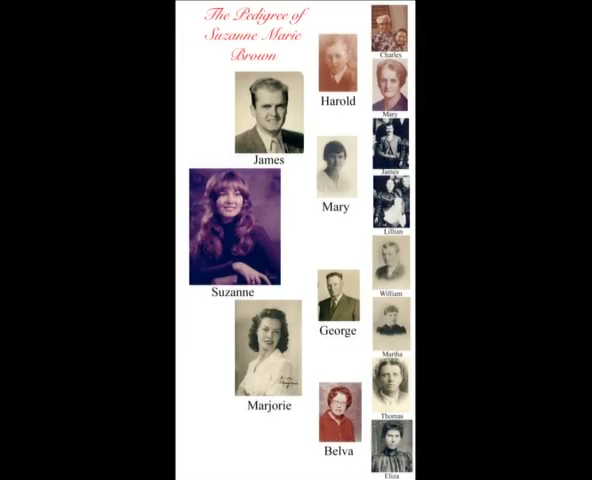 The Pedigree of
Suzanne Marie
Brown
Charles
Harold
Mary
James
James
Mary
Lillian
Suzanne
William
George
Martha
Marjorie
Thomas
Belva
Eliza